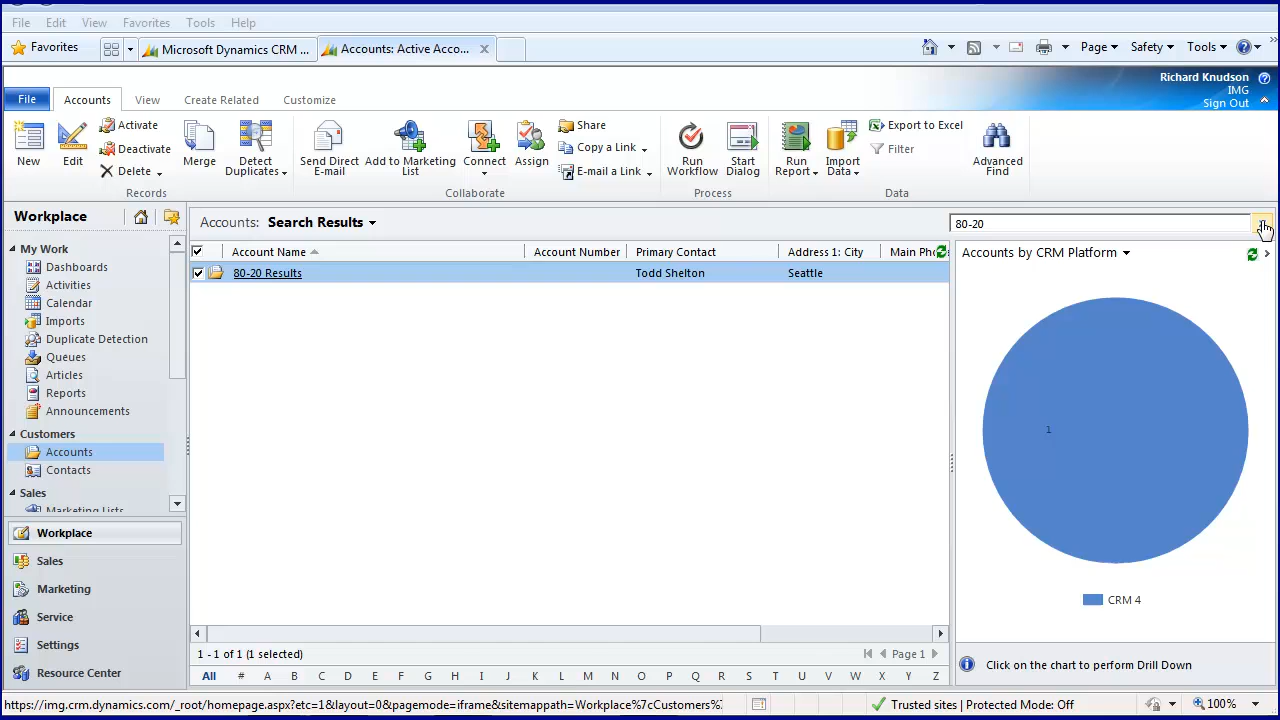 File Edit View Favorites Tools Help
Favorites Microsoft Dynamics CRM ... Accounts: Active Acco... Page Safety Tools
Richard Knudson
IMG
Sign Out
File Accounts View Create Related Customize
New Edit Activate Deactivate Delete Merge Detect Duplicates Send Direct E-mail Add to Marketing List Connect Assign Share Copy a Link E-mail a Link Run Workflow Start Dialog Run Report Import Data Export to Excel Filter Advanced Find
Records Collaborate Process Data
Workplace
Accounts: Search Results
80-20
My Work
Dashboards
Activities
Calendar
Imports
Duplicate Detection
Queues
Articles
Reports
Announcements
Customers
Accounts
Contacts
Sales
Marketing Lists
Workplace
Sales
Marketing
Service
Settings
Resource Center
Account Name Account Number Primary Contact Address 1: City Main Pho
80-20 Results Todd Shelton Seattle
Accounts by CRM Platform
1
CRM 4
1 - 1 of 1 (1 selected) Page 1
All # A B C D E F G H I J K L M N O P Q R S T U V W X Y Z
Click on the chart to perform Drill Down
https://img.crm.dynamics.com/_root/homepage.aspx?etc=1&layout=0&pagemode=iframe&sitemappath=Workplace%7cCustomers% Trusted sites | Protected Mode: Off 100%